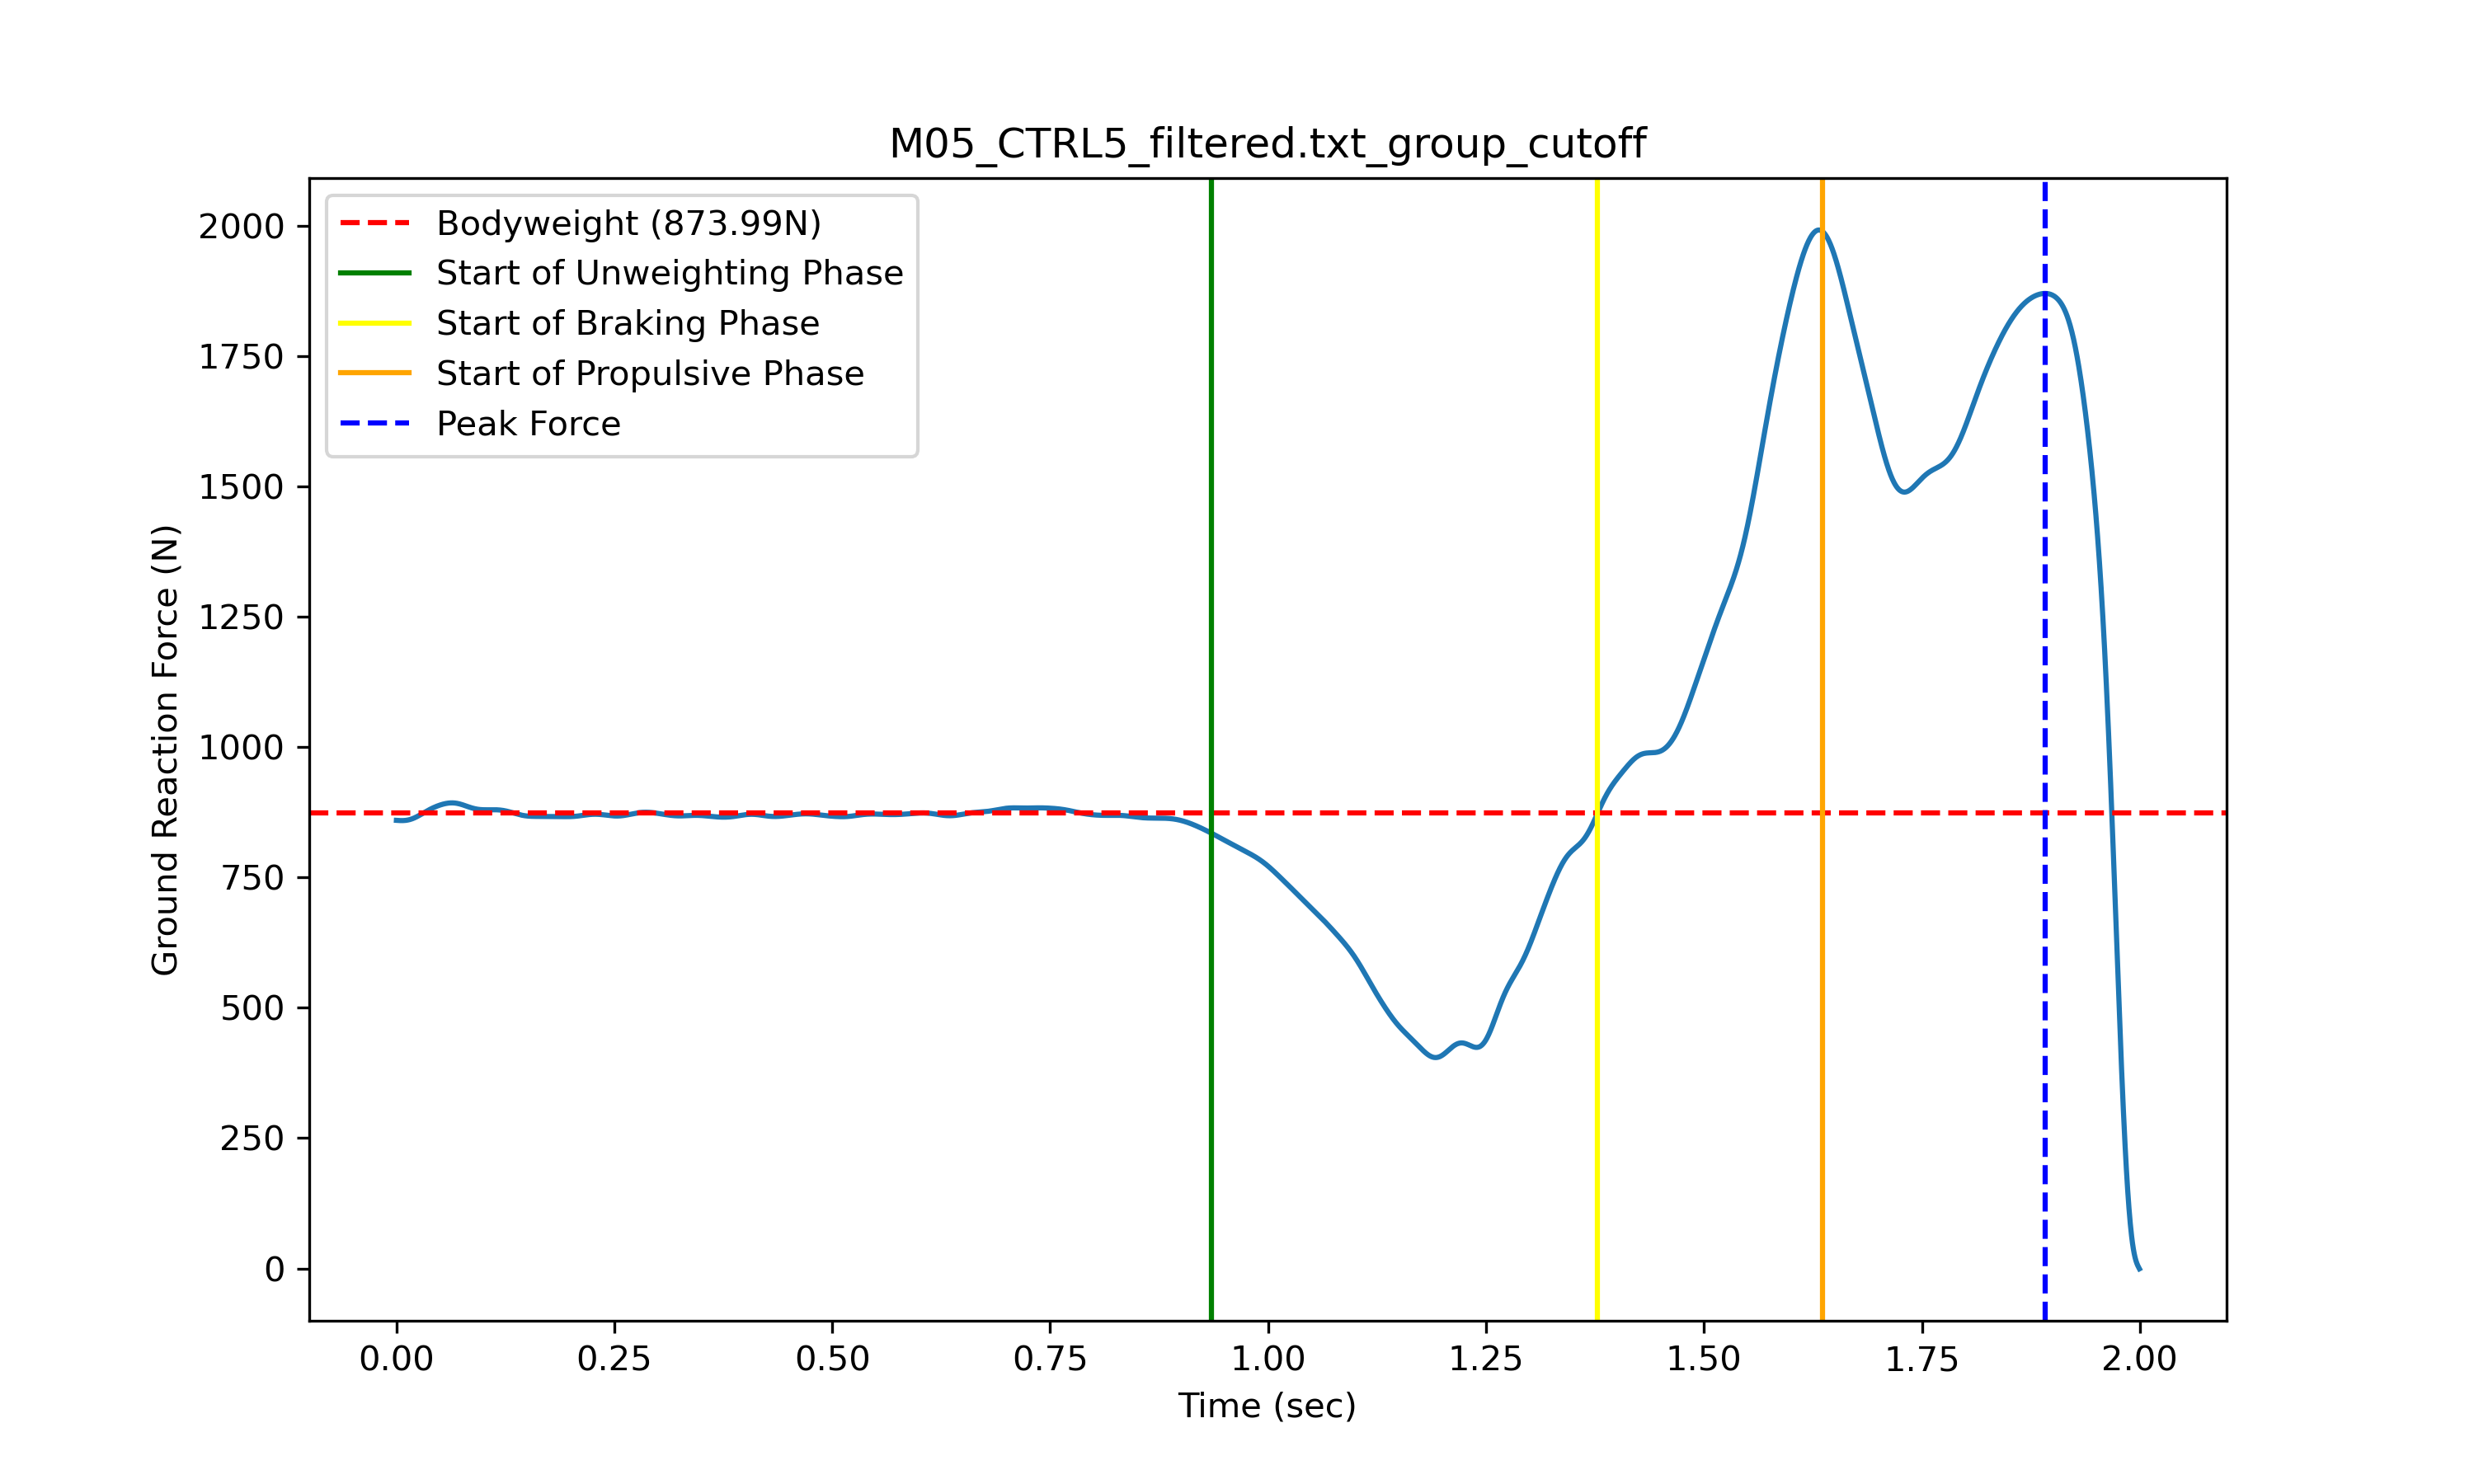 M05_CTRL5_filtered.txt_group_cutoff
Bodyweight (873.99N)
Start of Unweighting Phase
Start of Braking Phase
Start of Propulsive Phase
Peak Force
Ground Reaction Force (N)
2000
1750
1500
1250
1000
750
500
250
0
0.00 0.25 0.50 0.75 1.00 1.25 1.50 1.75 2.00
Time (sec)